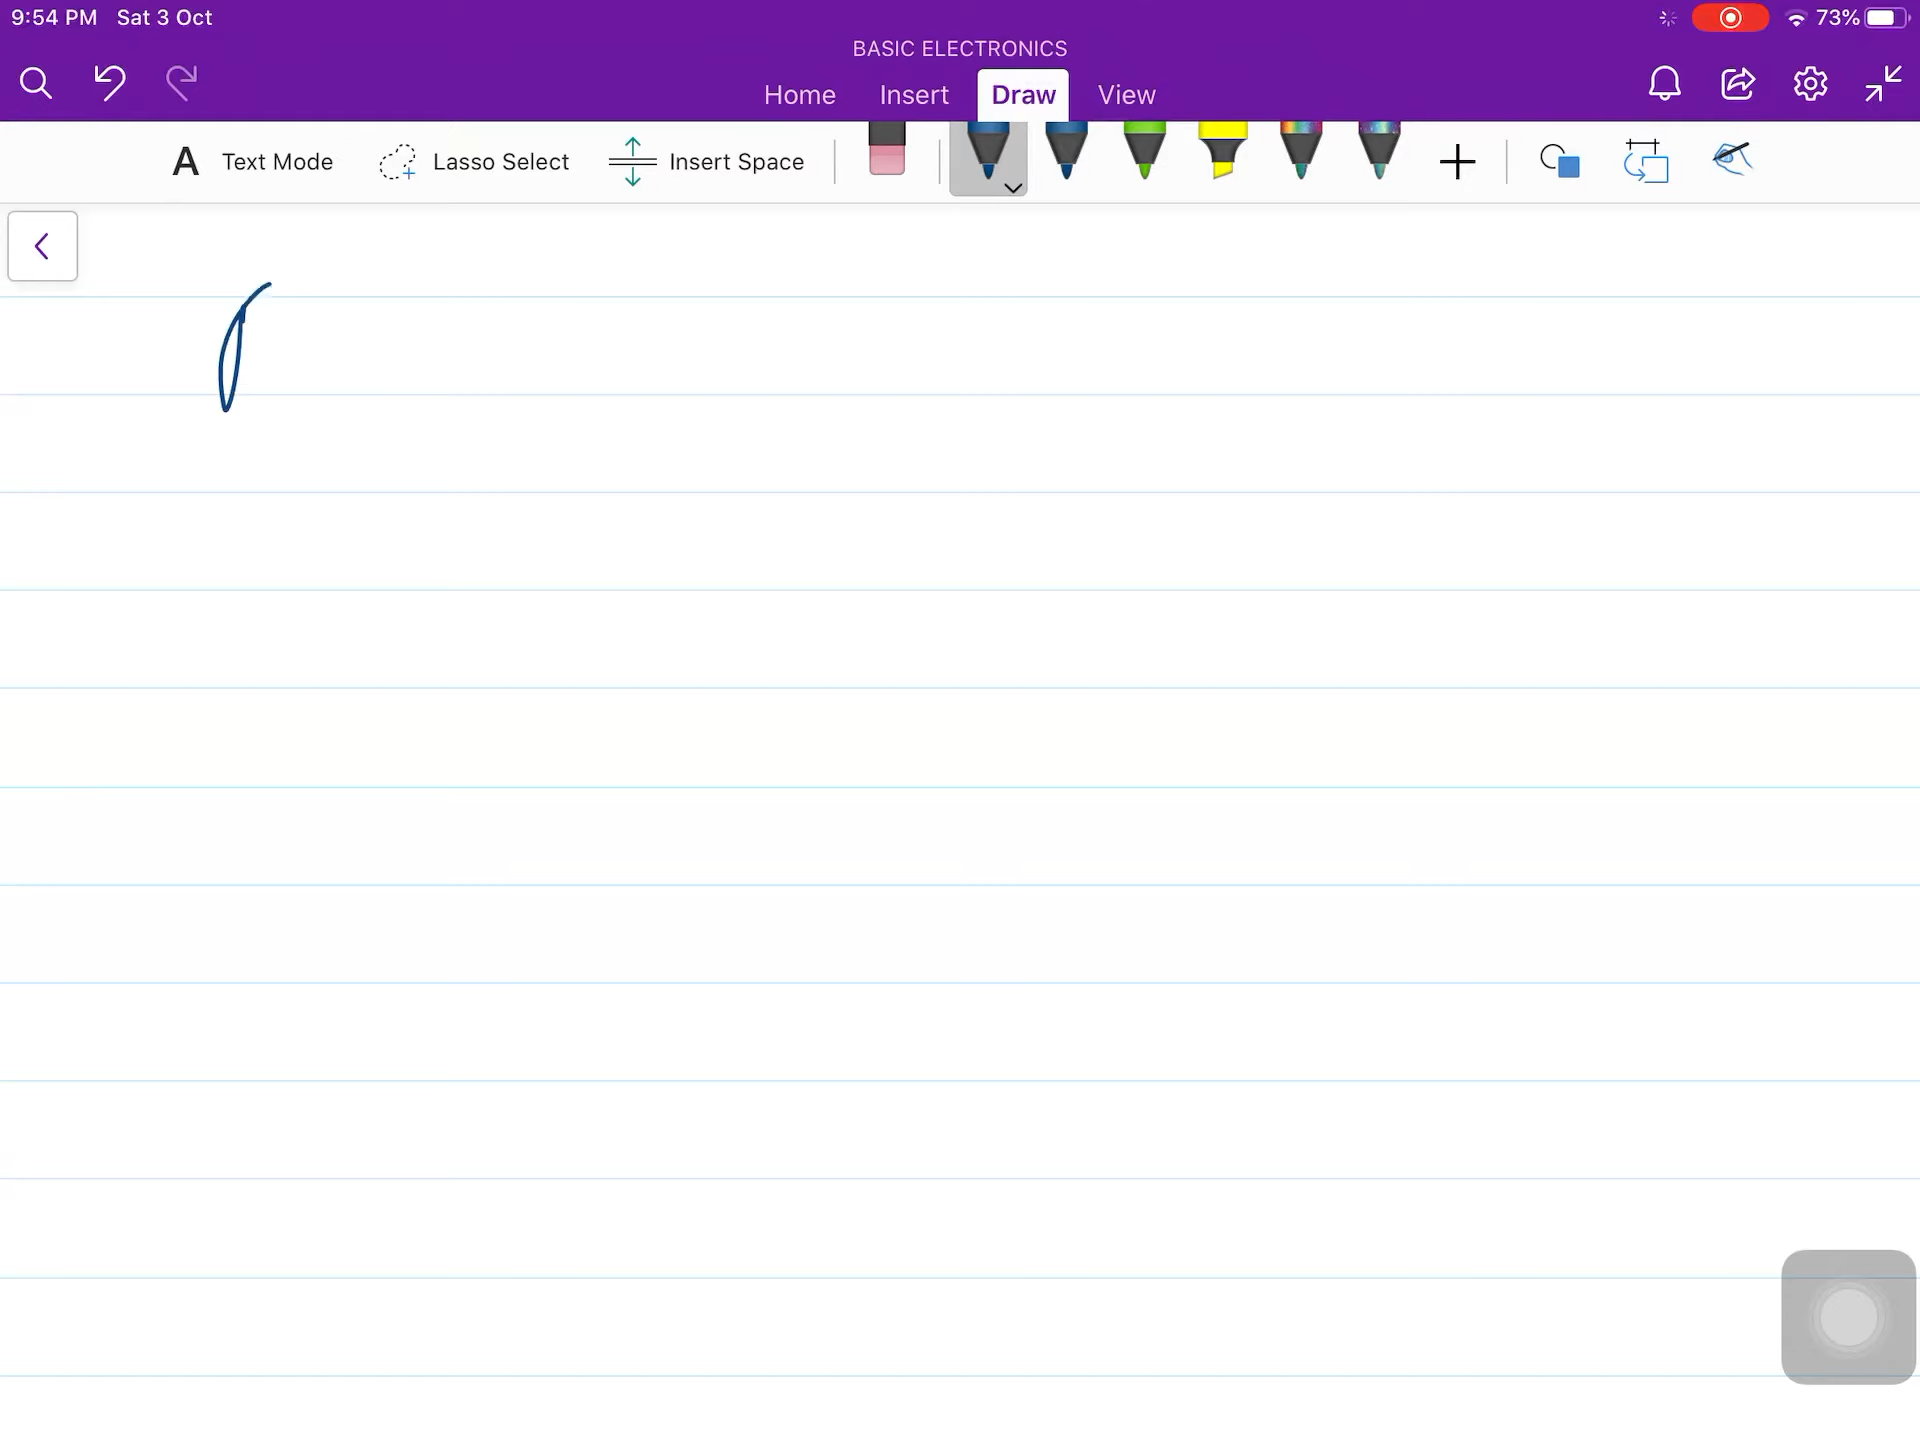 9:54 PM Sat 3 Oct 73%
BASIC ELECTRONICS
Home Insert Draw View
A Text Mode Lasso Select Insert Space